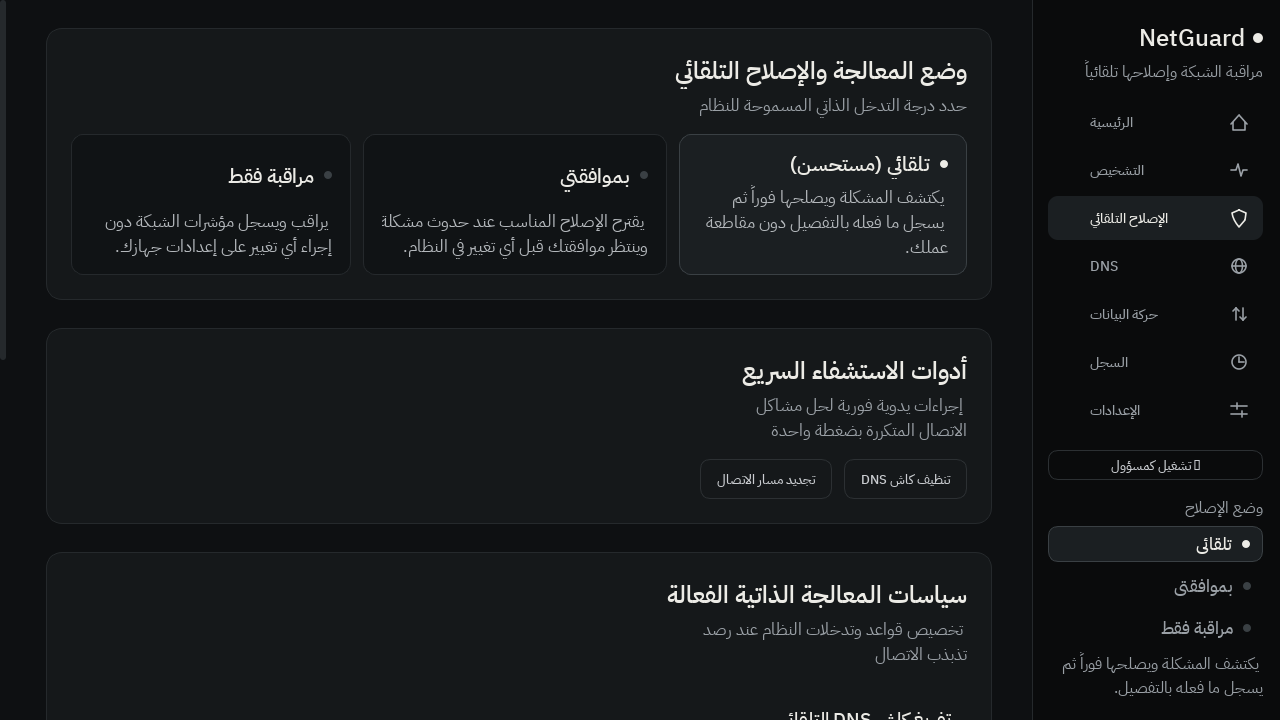 NetGuard
مراقبة الشبكة وإصلاحها تلقائياً
الرئيسية
التشخيص
الإصلاح التلقائي
DNS
حركة البيانات
السجل
الإعدادات
تشغيل كمسؤول
وضع الإصلاح
تلقائي
بموافقتي
مراقبة فقط
يكتشف المشكلة ويصلحها فوراً ثم
يسجل ما فعله بالتفصيل.
وضع المعالجة والإصلاح التلقائي
حدد درجة التدخل الذاتي المسموحة للنظام
تلقائي (مستحسن)
يكتشف المشكلة ويصلحها فوراً ثم
يسجل ما فعله بالتفصيل دون مقاطعة
عملك.
بموافقتي
يقترح الإصلاح المناسب عند حدوث مشكلة
وينتظر موافقتك قبل أي تغيير في النظام.
مراقبة فقط
يراقب ويسجل مؤشرات الشبكة دون
إجراء أي تغيير على إعدادات جهازك.
أدوات الاستشفاء السريع
إجراءات يدوية فورية لحل مشاكل
الاتصال المتكررة بضغطة واحدة
تنظيف كاش DNS
تجديد مسار الاتصال
سياسات المعالجة الذاتية الفعالة
تخصيص قواعد وتدخلات النظام عند رصد
تذبذب الاتصال
تفريغ كاش DNS التلقائي